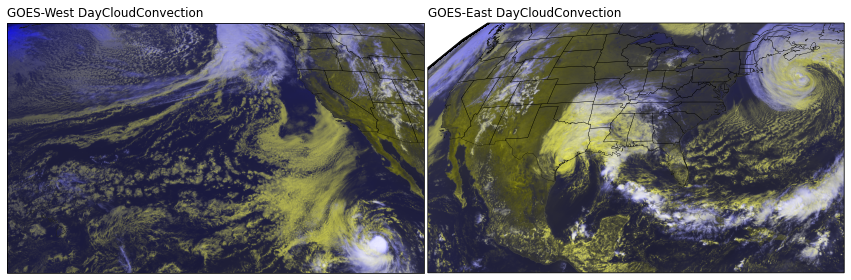 GOES-West DayCloudConvection
GOES-East DayCloudConvection